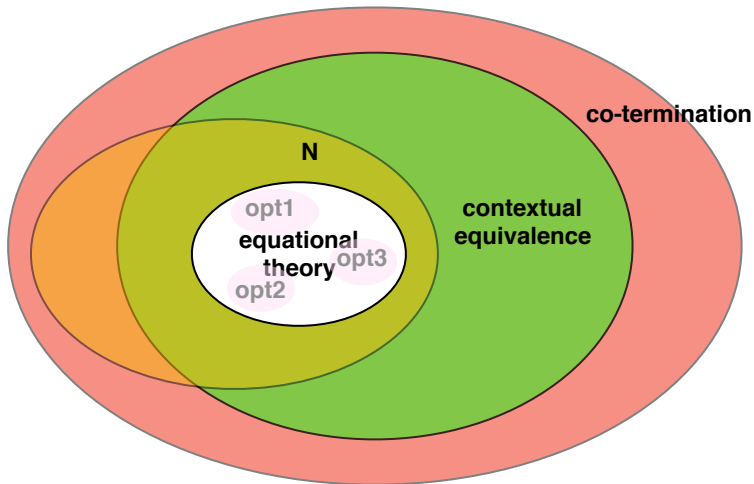 co-termination
N
opt1
contextual
equivalence
equational
theory
opt3
opt2